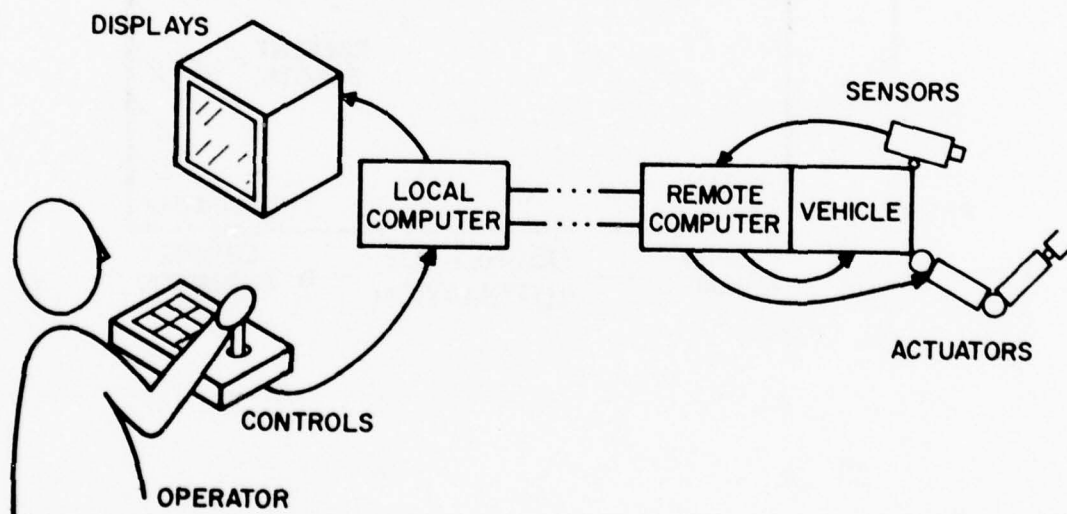 DISPLAYS
SENSORS
LOCAL
COMPUTER
REMOTE
COMPUTER
VEHICLE
ACTUATORS
CONTROLS
OPERATOR